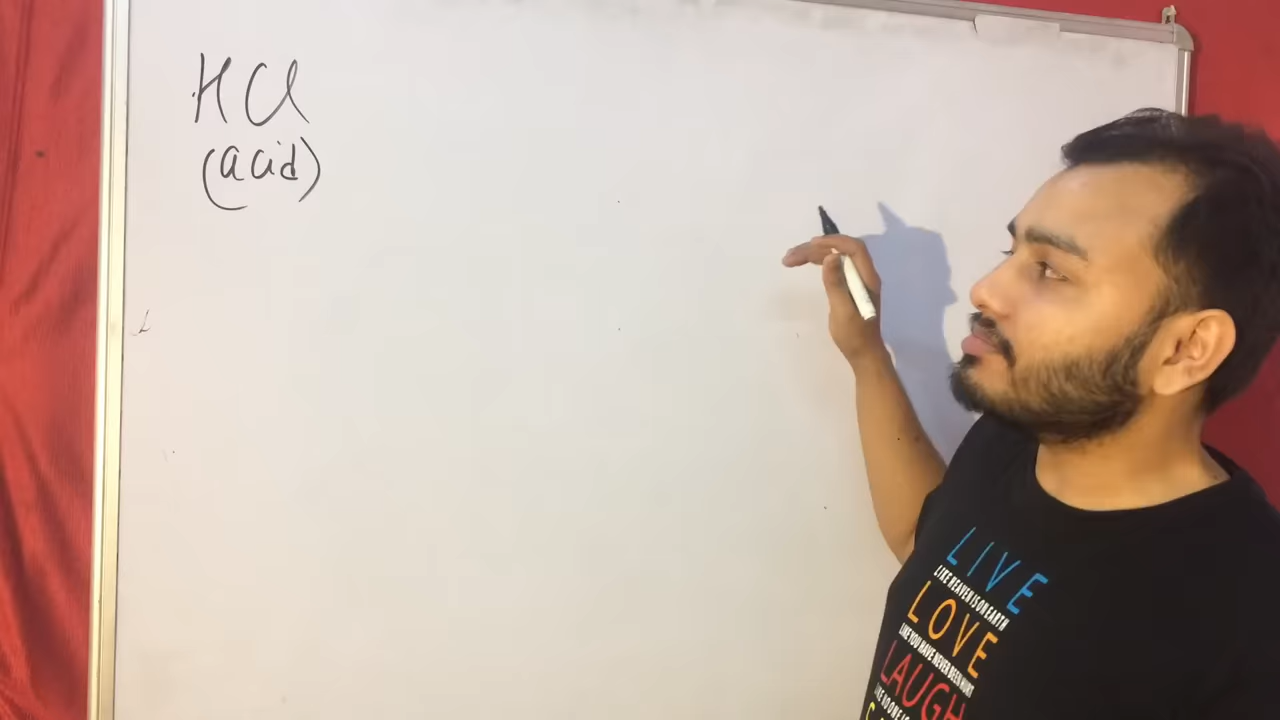 HCl
(acid)
LIVE
LIKE HEAVEN IS ON EARTH
LOVE
LIKE YOU HAVE NEVER BEEN HURT
LAUGH